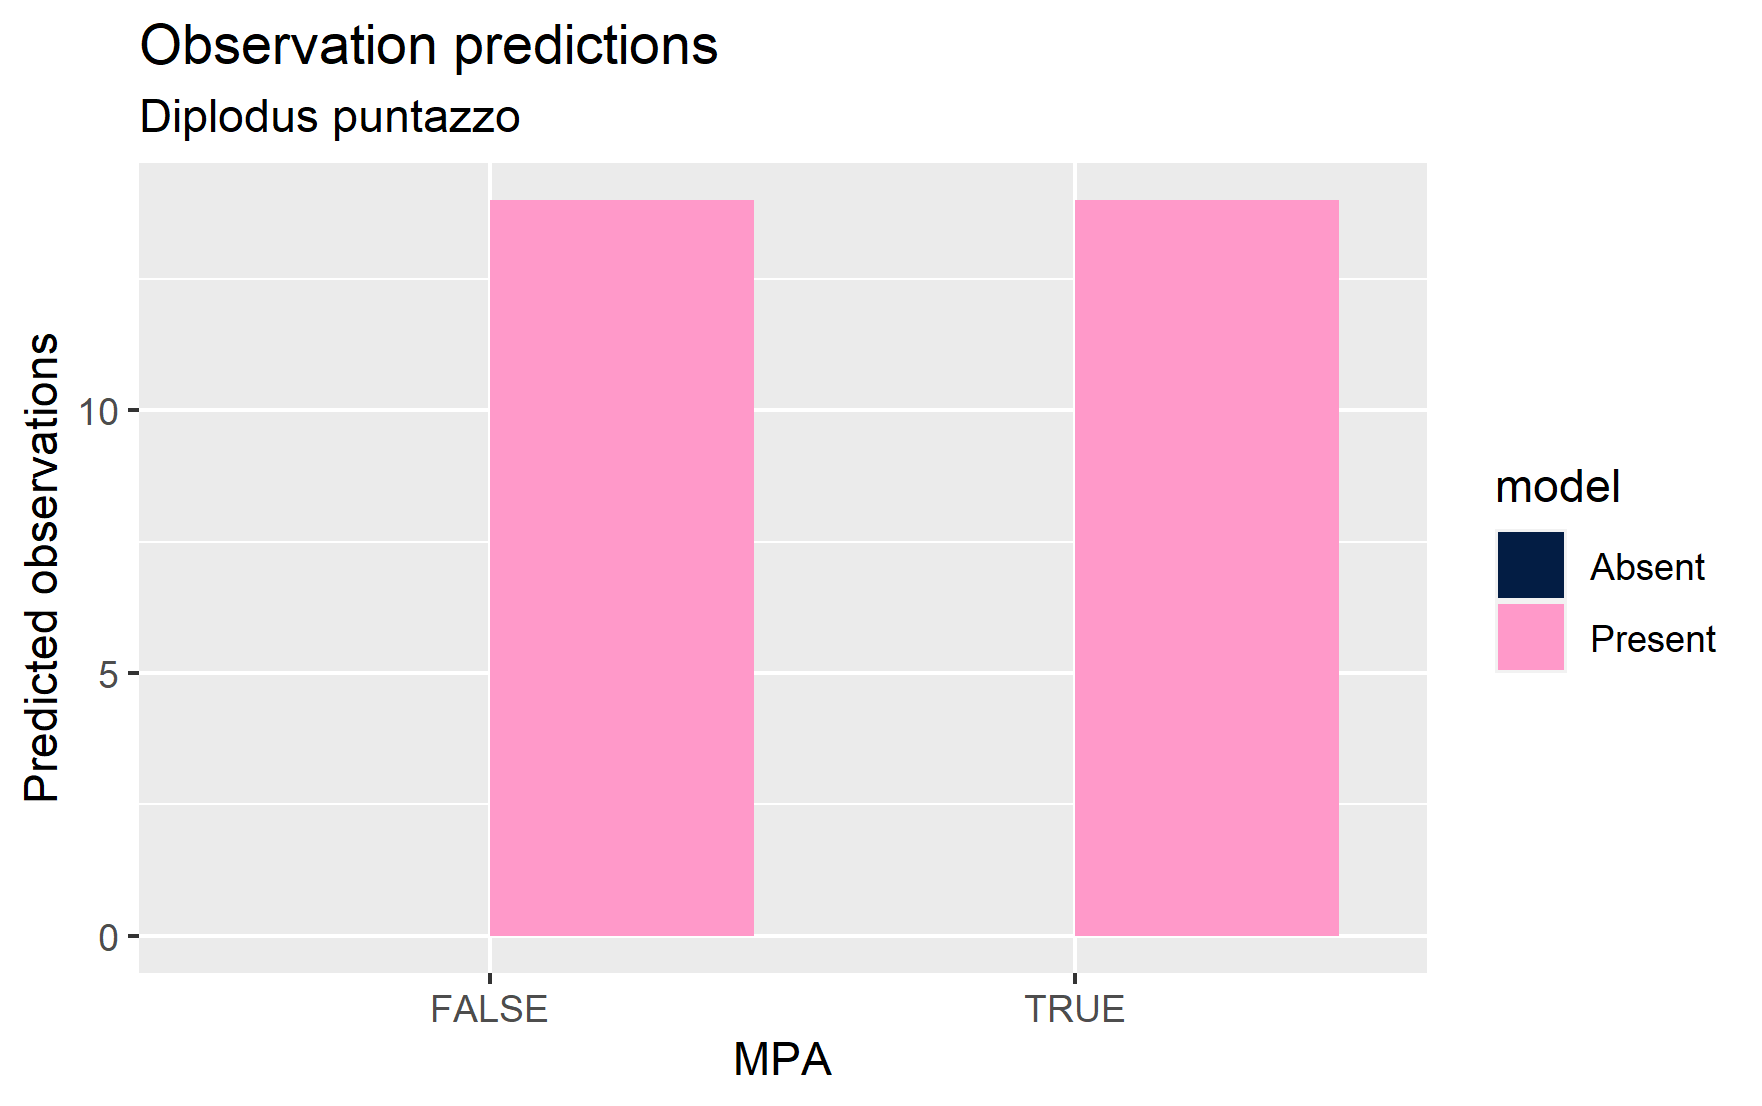 Observation predictions
Diplodus puntazzo
Predicted observations
10
5
0
FALSE
TRUE
MPA
model
Absent
Present